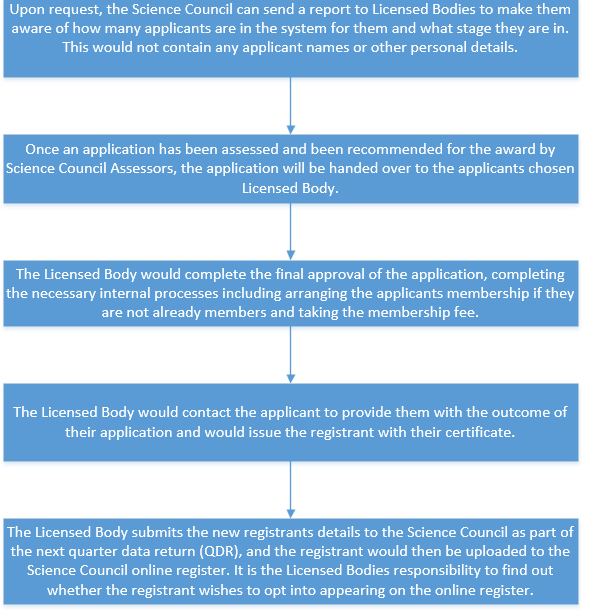 Upon request, the Science Council can send a report to Licensed Bodies to make them
aware of how many applicants are in the system for them and what stage they are in.
This would not contain any applicant names or other personal details.
Once an application has been assessed and been recommended for the award by
Science Council Assessors, the application will be handed over to the applicants chosen
Licensed Body.
The Licensed Body would complete the final approval of the application, completing
the necessary internal processes including arranging the applicants membership if they
are not already members and taking the membership fee.
The Licensed Body would contact the applicant to provide them with the outcome of
their application and would issue the registrant with their certificate.
The Licensed Body submits the new registrants details to the Science Council as part of
the next quarter data return (QDR), and the registrant would then be uploaded to the
Science Council online register. It is the Licensed Bodies responsibility to find out
whether the registrant wishes to opt into appearing on the online register.